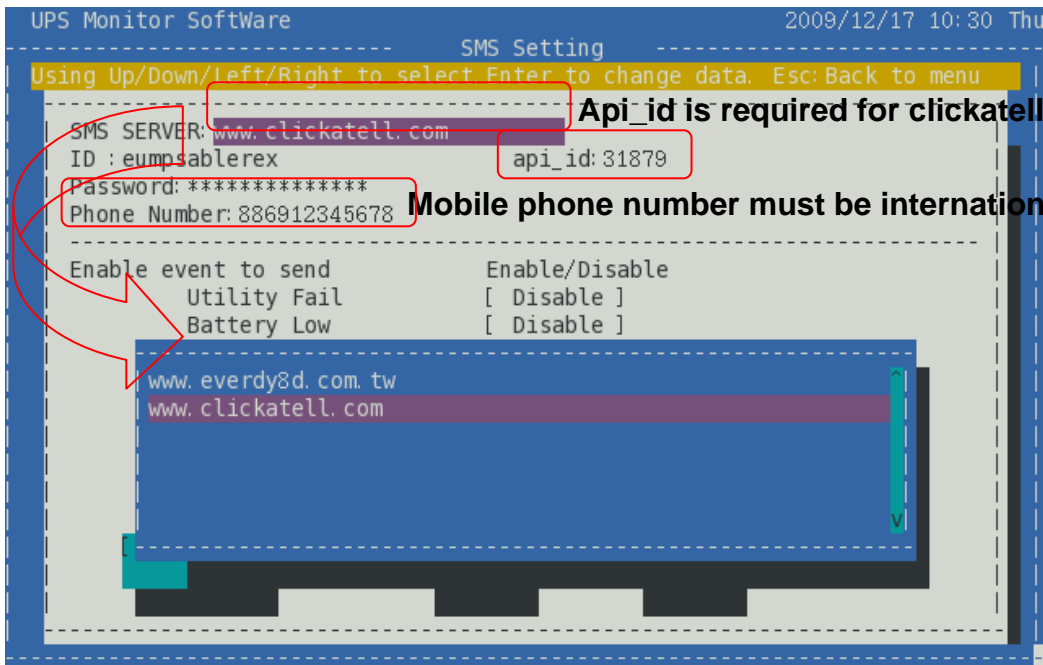 UPS Monitor SoftWare 2009/12/17 10:30 Thu
SMS Setting
Using Up/Down/Left/Right to select.Enter to change data. Esc:Back to menu
Api_id is required for clickatell
SMS SERVER: www.clickatell.com
ID : eumpsablerex api_id:31879
Password: **************
Mobile phone number must be internation
Phone Number: 886912345678
Enable event to send Enable/Disable
Utility Fail [ Disable ]
Battery Low [ Disable ]
www.everdy8d.com.tw
www.clickatell.com